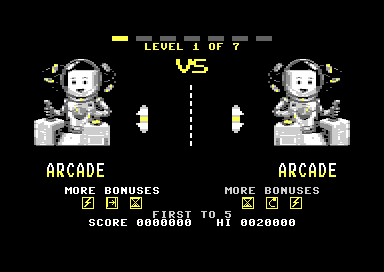 LEVEL 1 OF 7
VS
ARCADE ARCADE
MORE BONUSES MORE BONUSES
FIRST TO 5
SCORE 0000000 HI 0020000